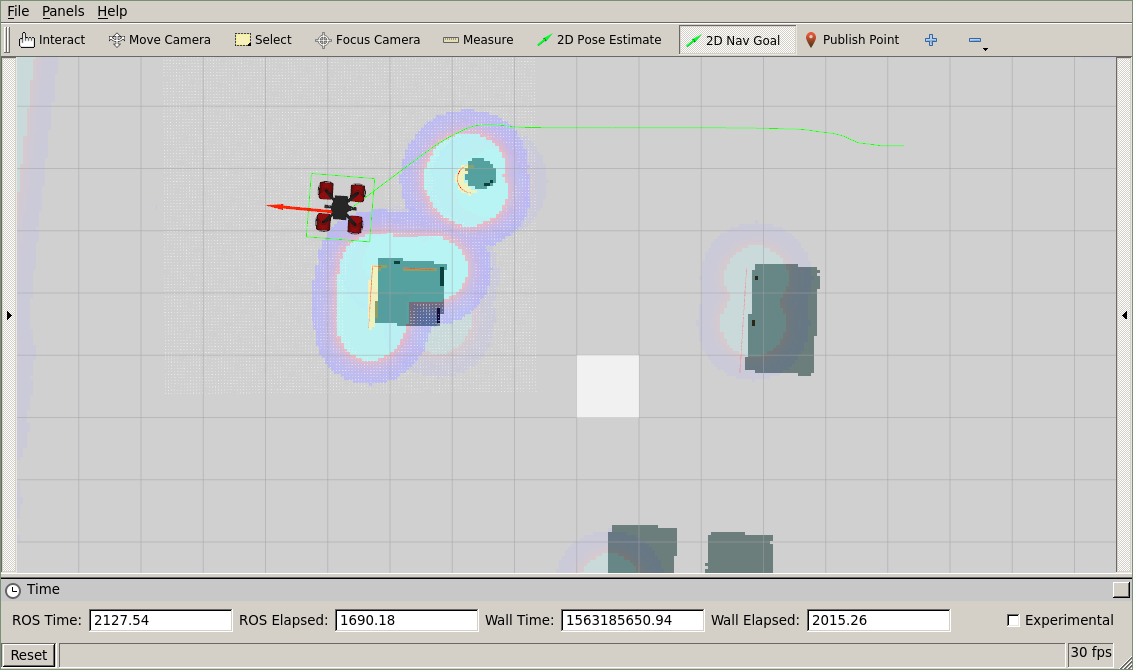 File Panels Help
Interact Move Camera Select Focus Camera Measure 2D Pose Estimate 2D Nav Goal Publish Point
Time
ROS Time: 2127.54 ROS Elapsed: 1690.18 Wall Time: 1563185650.94 Wall Elapsed: 2015.26 Experimental
Reset 30 fps